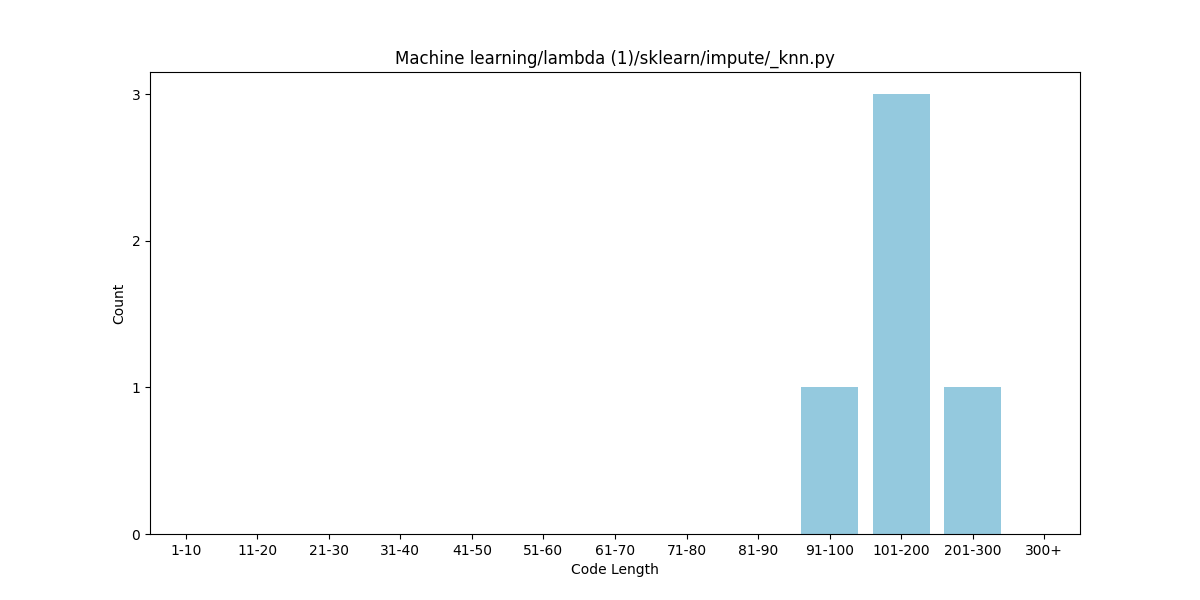 Machine learning/lambda (1)/sklearn/impute/_knn.py
3
2
1
0
Count
1-10 11-20 21-30 31-40 41-50 51-60 61-70 71-80 81-90 91-100 101-200 201-300 300+
Code Length